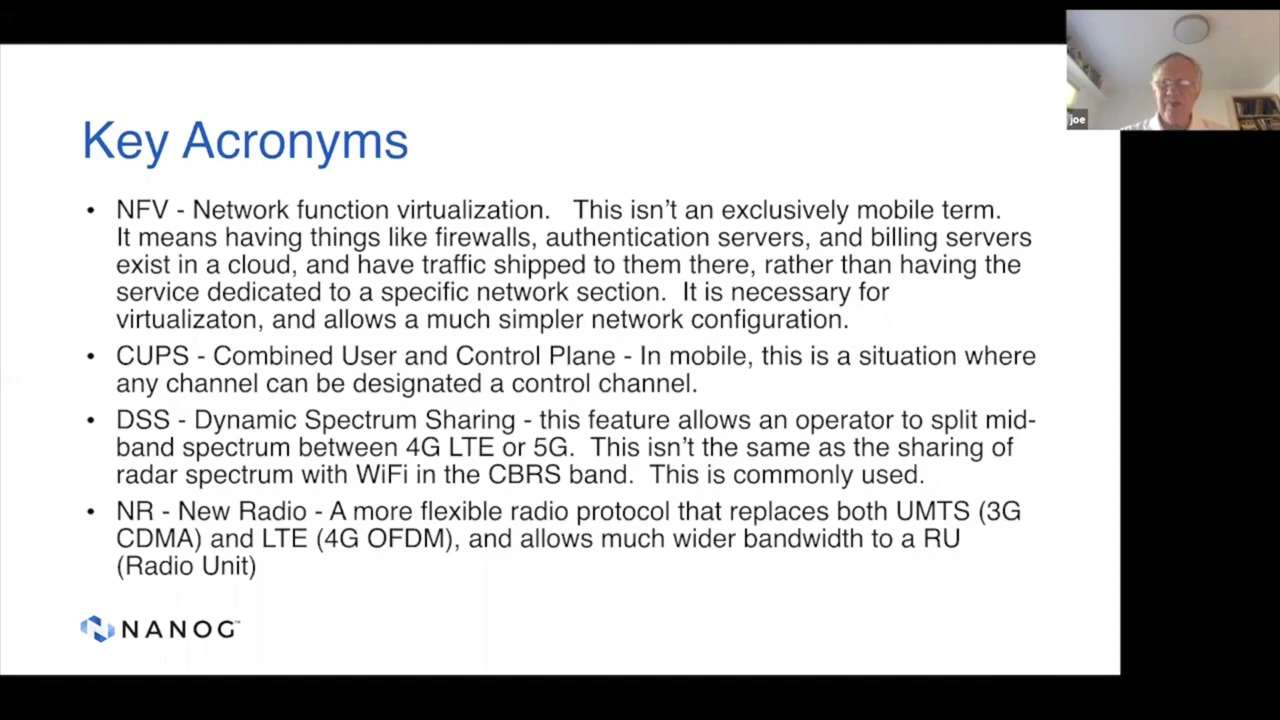 joe
Key Acronyms
• NFV - Network function virtualization.   This isn't an exclusively mobile term.
It means having things like firewalls, authentication servers, and billing servers
exist in a cloud, and have traffic shipped to them there, rather than having the
service dedicated to a specific network section.  It is necessary for
virtualizaton, and allows a much simpler network configuration.
• CUPS - Combined User and Control Plane - In mobile, this is a situation where
any channel can be designated a control channel.
• DSS - Dynamic Spectrum Sharing - this feature allows an operator to split mid-
band spectrum between 4G LTE or 5G.  This isn't the same as the sharing of
radar spectrum with WiFi in the CBRS band.  This is commonly used.
• NR - New Radio - A more flexible radio protocol that replaces both UMTS (3G
CDMA) and LTE (4G OFDM), and allows much wider bandwidth to a RU
(Radio Unit)
NANOG™